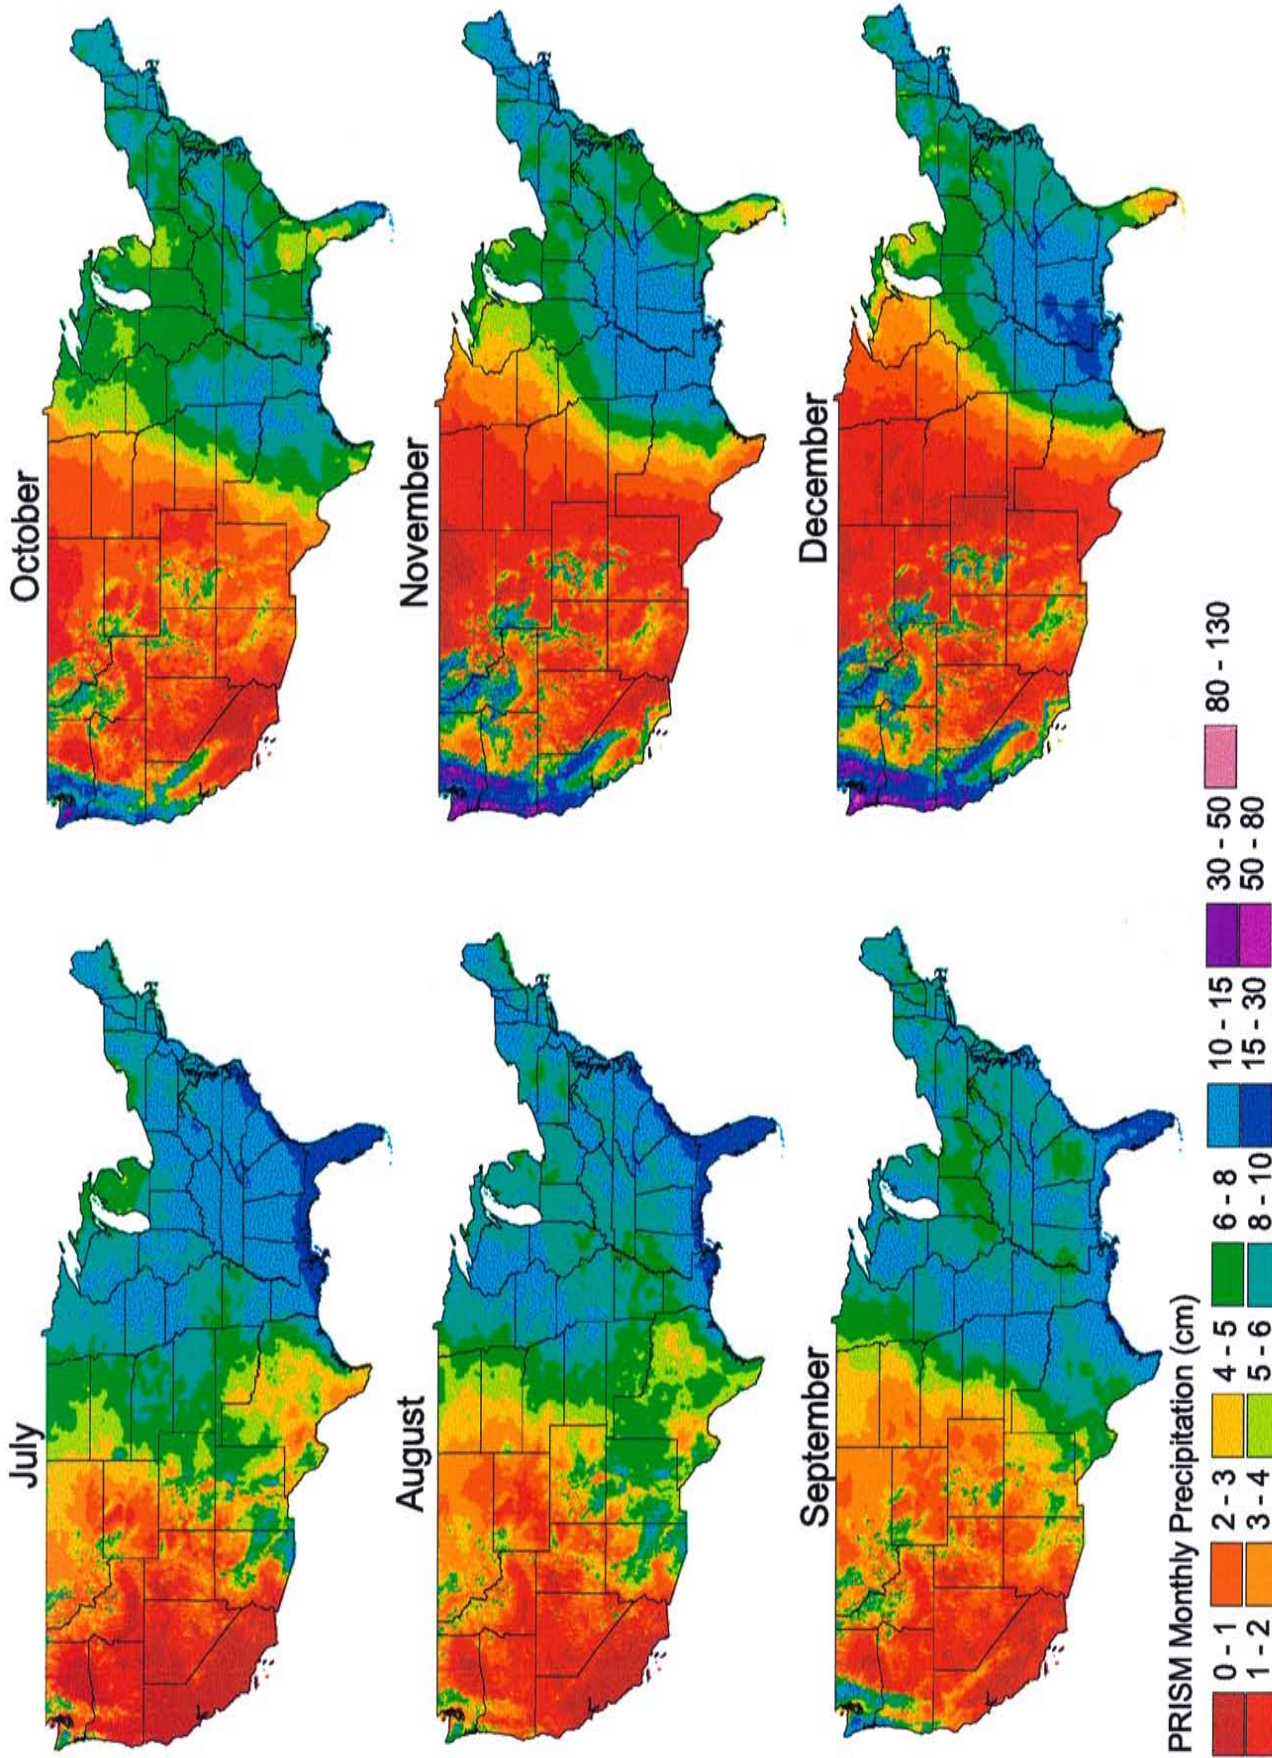 July
October
August
November
September
December
PRISM Monthly Precipitation (cm)
0 - 1
2 - 3
4 - 5
6 - 8
10 - 15
30 - 50
80 - 130
1 - 2
3 - 4
5 - 6
8 - 10
15 - 30
50 - 80